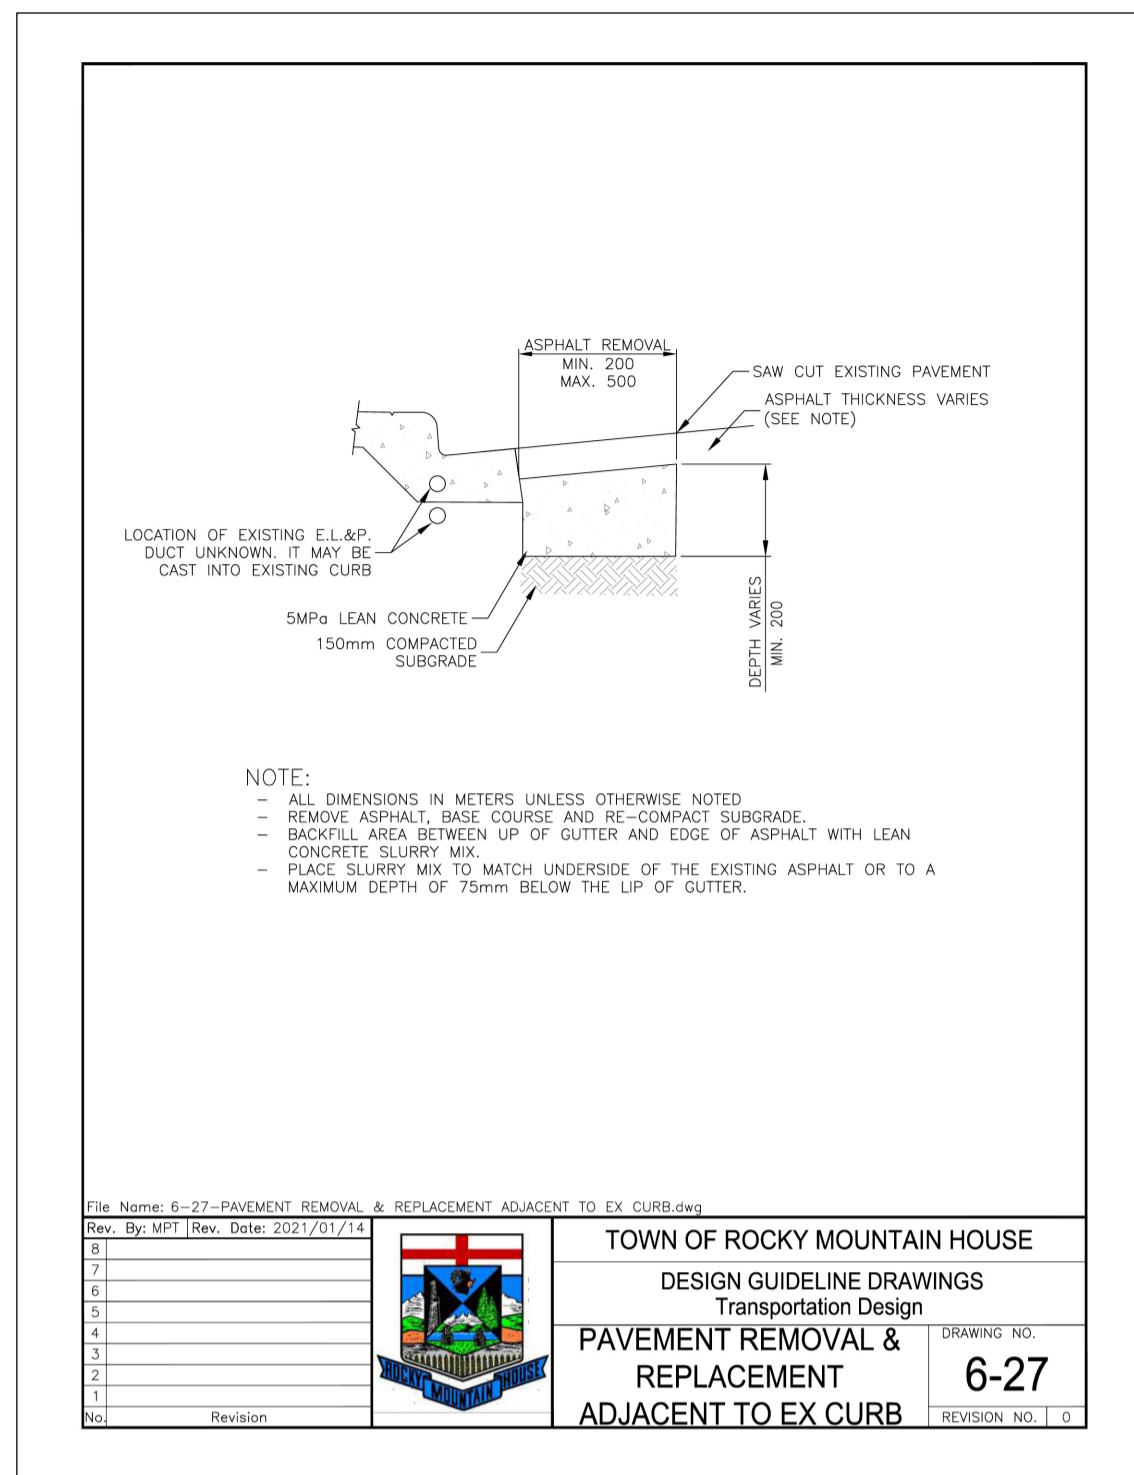 ASPHALT REMOVAL
MIN. 200
MAX. 500
SAW CUT EXISTING PAVEMENT
ASPHALT THICKNESS VARIES
(SEE NOTE)
LOCATION OF EXISTING E.L.&P.
DUCT UNKNOWN. IT MAY BE
CAST INTO EXISTING CURB
5MPa LEAN CONCRETE
150mm COMPACTED
SUBGRADE
DEPTH VARIES
MIN. 200
NOTE:
– ALL DIMENSIONS IN METERS UNLESS OTHERWISE NOTED
– REMOVE ASPHALT, BASE COURSE AND RE–COMPACT SUBGRADE.
– BACKFILL AREA BETWEEN UP OF GUTTER AND EDGE OF ASPHALT WITH LEAN
CONCRETE SLURRY MIX.
– PLACE SLURRY MIX TO MATCH UNDERSIDE OF THE EXISTING ASPHALT OR TO A
MAXIMUM DEPTH OF 75mm BELOW THE LIP OF GUTTER.
File Name: 6–27–PAVEMENT REMOVAL & REPLACEMENT ADJACENT TO EX CURB.dwg
Rev. By: MPT Rev. Date: 2021/01/14
8
7
6
5
4
3
2
1
No. Revision
ROCKY MOUNTAIN HOUSE
TOWN OF ROCKY MOUNTAIN HOUSE
DESIGN GUIDELINE DRAWINGS
Transportation Design
PAVEMENT REMOVAL &
REPLACEMENT
ADJACENT TO EX CURB
DRAWING NO.
6-27
REVISION NO. 0